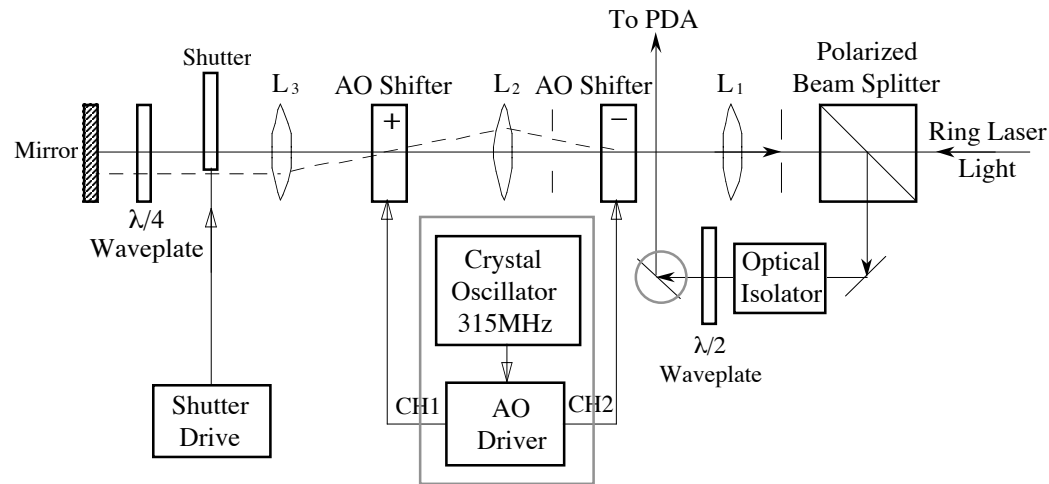 To PDA
Shutter
L3
AO Shifter
L2
AO Shifter
L1
Polarized
Beam Splitter
+
−
Mirror
Ring Laser
Light
λ/4
Waveplate
Crystal
Oscillator
315MHz
Optical
Isolator
λ/2
Waveplate
Shutter
Drive
CH1
AO
Driver
CH2